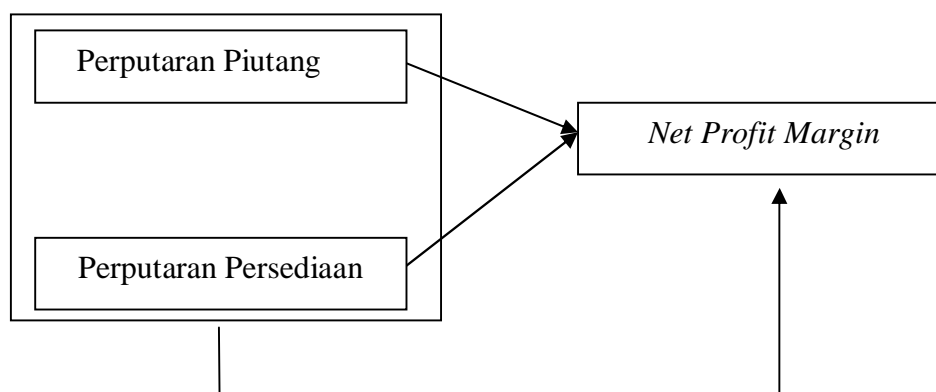 Perputaran Piutang
Net Profit Margin
Perputaran Persediaan